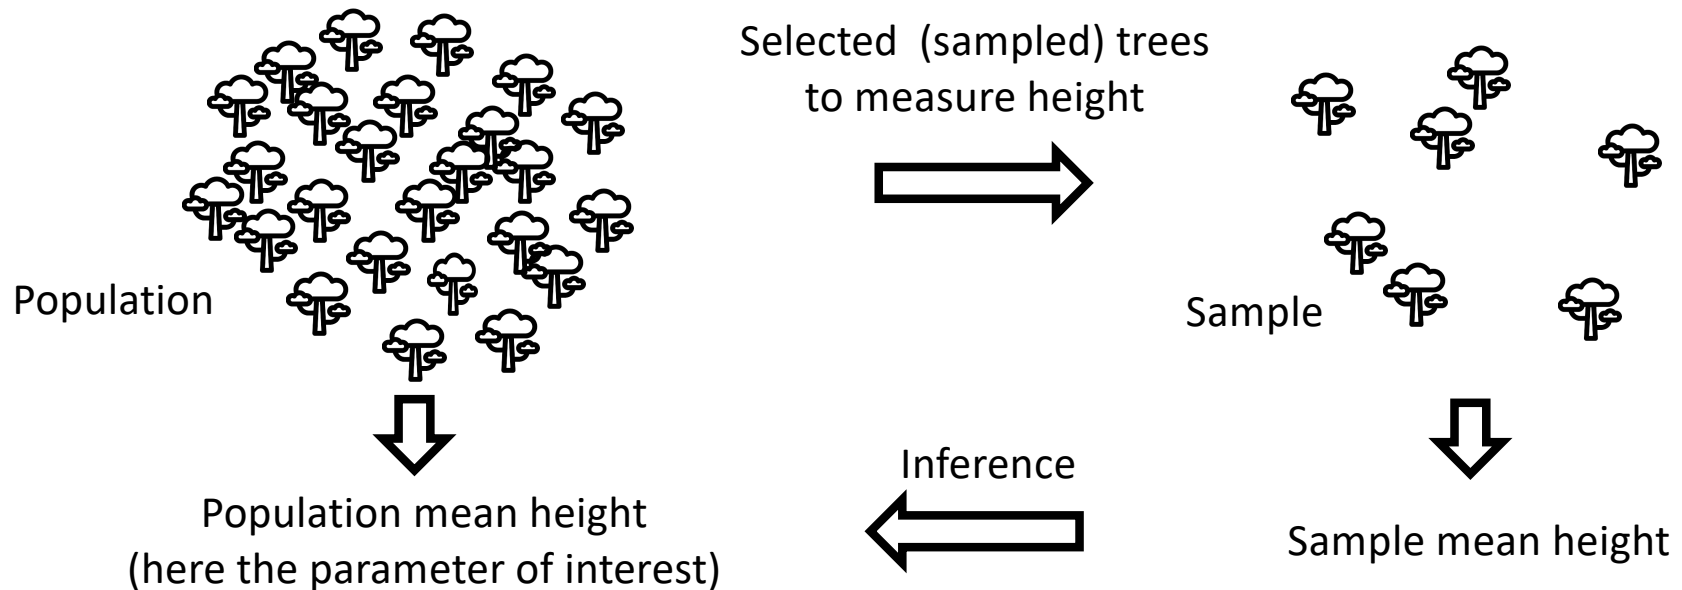 Selected (sampled) trees
to measure height
Population
Sample
Inference
Population mean height
(here the parameter of interest)
Sample mean height